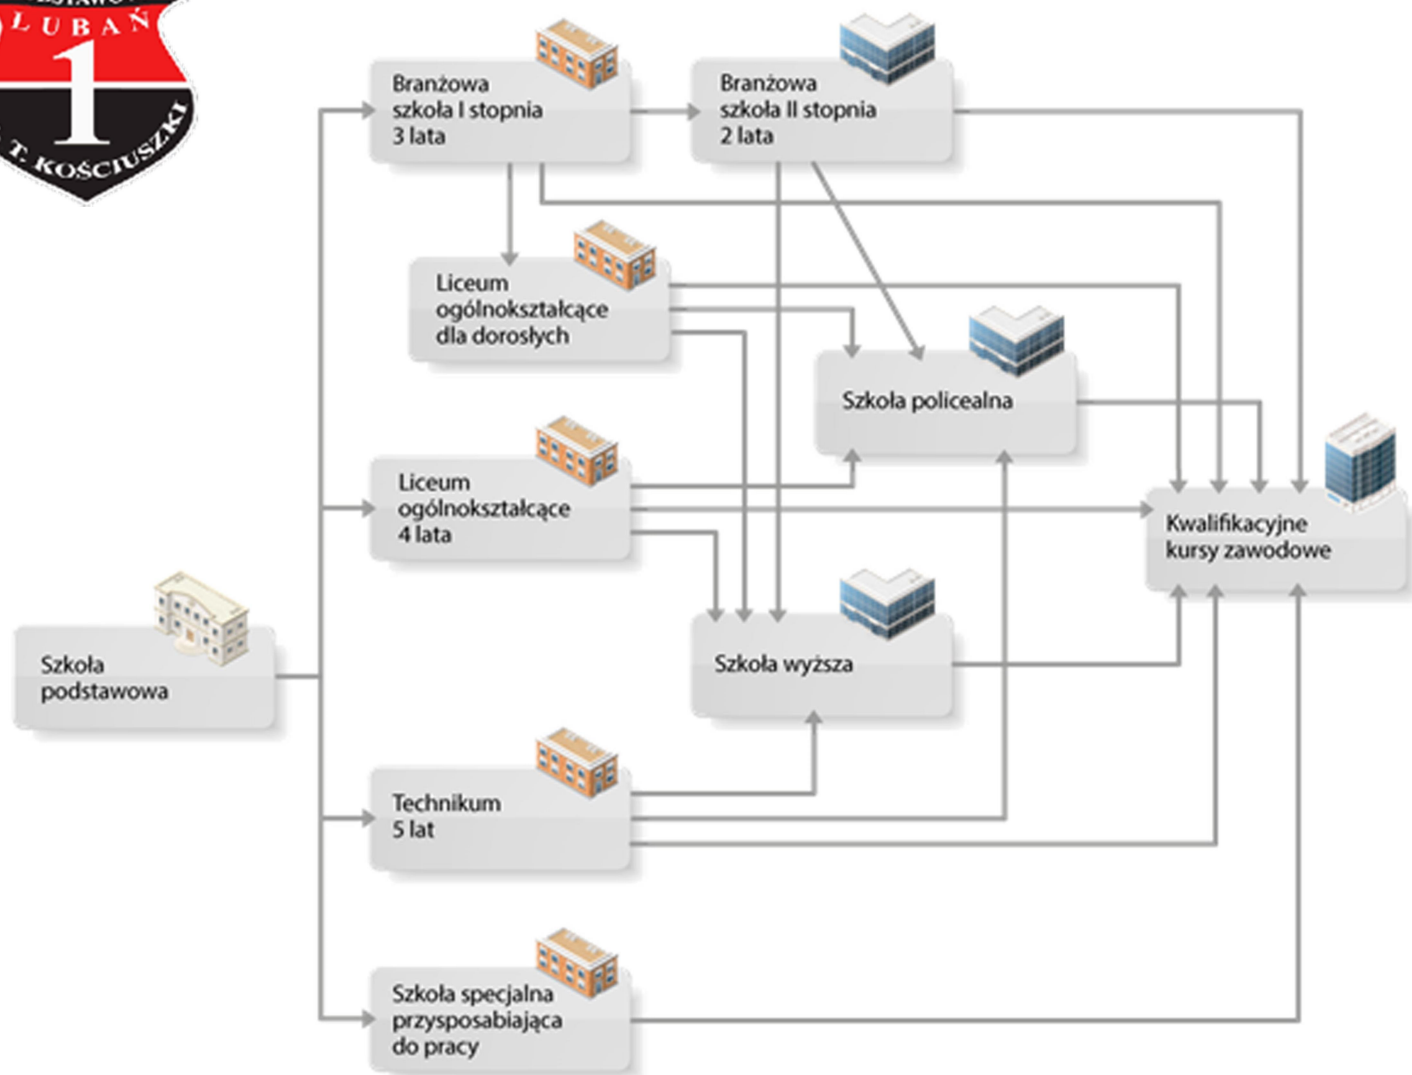 LUBAŃ
1
T. KOŚCIUSZKI
Branżowa
szkoła I stopnia
3 lata
Branżowa
szkoła II stopnia
2 lata
Liceum
ogólnokształcące
dla dorosłych
Szkoła policealna
Liceum
ogólnokształcące
4 lata
Kwalifikacyjne
kursy zawodowe
Szkoła
podstawowa
Szkoła wyższa
Technikum
5 lat
Szkoła specjalna
przysposabiająca
do pracy